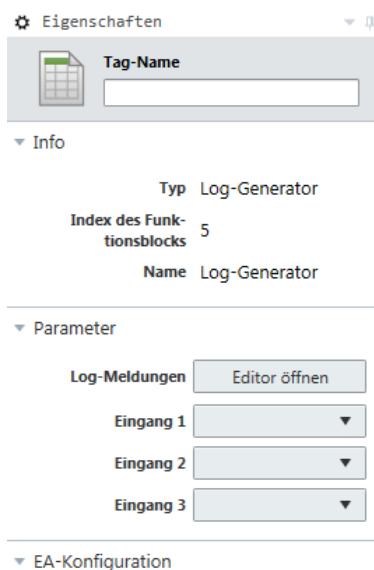 Eigenschaften
Tag-Name
Info
Typ Log-Generator
Index des Funk-
tionsblocks 5
Name Log-Generator
Parameter
Log-Meldungen Editor öffnen
Eingang 1
Eingang 2
Eingang 3
EA-Konfiguration